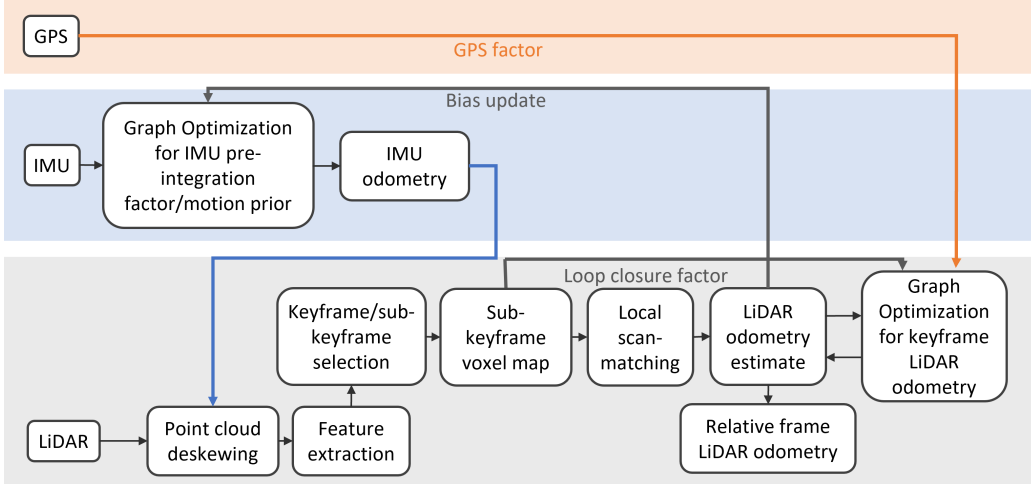 GPS
GPS factor
Bias update
IMU
Graph Optimization
for IMU pre-
integration
factor/motion prior
IMU
odometry
Loop closure factor
Keyframe/sub-
keyframe
selection
Sub-
keyframe
voxel map
Local
scan-
matching
LiDAR
odometry
estimate
Graph
Optimization
for keyframe
LiDAR
odometry
LiDAR
Point cloud
deskewing
Feature
extraction
Relative frame
LiDAR odometry